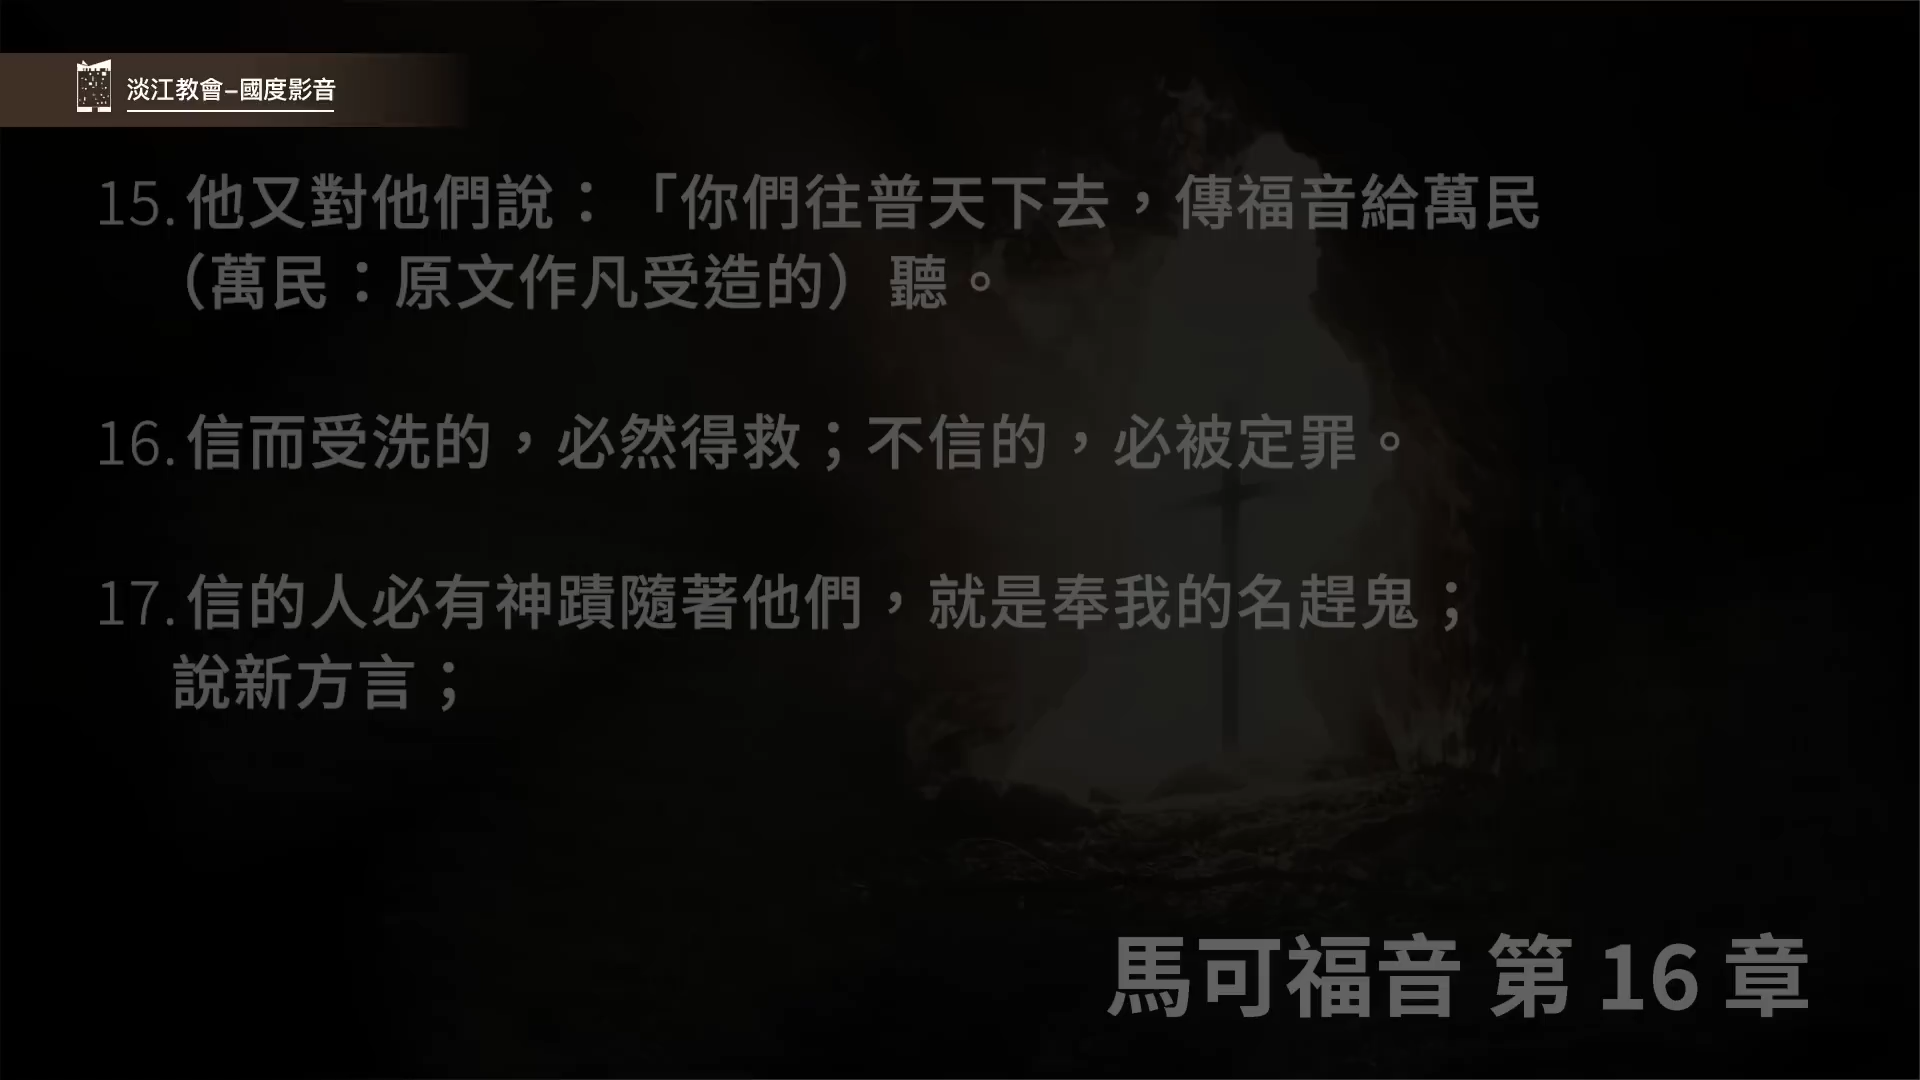 淡江教會–國度影音
15.他又對他們說：「你們往普天下去，傳福音給萬民
（萬民：原文作凡受造的）聽。
16.信而受洗的，必然得救；不信的，必被定罪。
17.信的人必有神蹟隨著他們，就是奉我的名趕鬼；
說新方言；
馬可福音 第 16 章